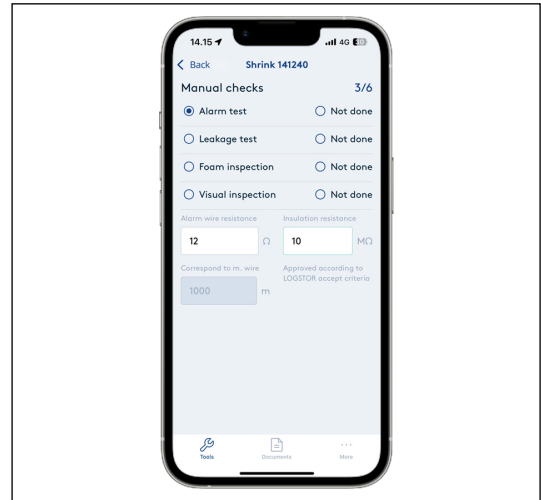 14.15 4G 30
Back Shrink 141240
Manual checks 3/6
Alarm test Not done
Leakage test Not done
Foam inspection Not done
Visual inspection Not done
Alarm wire resistance Insulation resistance
12 Ω 10 MΩ
Correspond to m. wire Approved according to
LOGSTOR accept criteria
1000 m
Tools Documents More